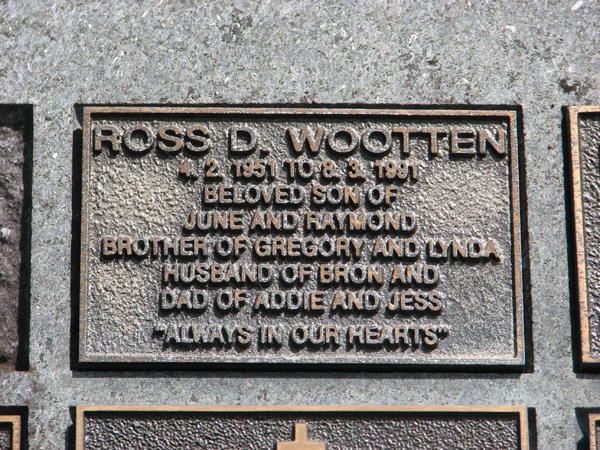 ROSS D. WOOTTEN
4. 2. 1951 TO 8. 3. 1991
BELOVED SON OF
JUNE AND RAYMOND
BROTHER OF GREGORY AND LYNDA
HUSBAND OF BRON AND
DAD OF ADDIE AND JESS
"ALWAYS IN OUR HEARTS"